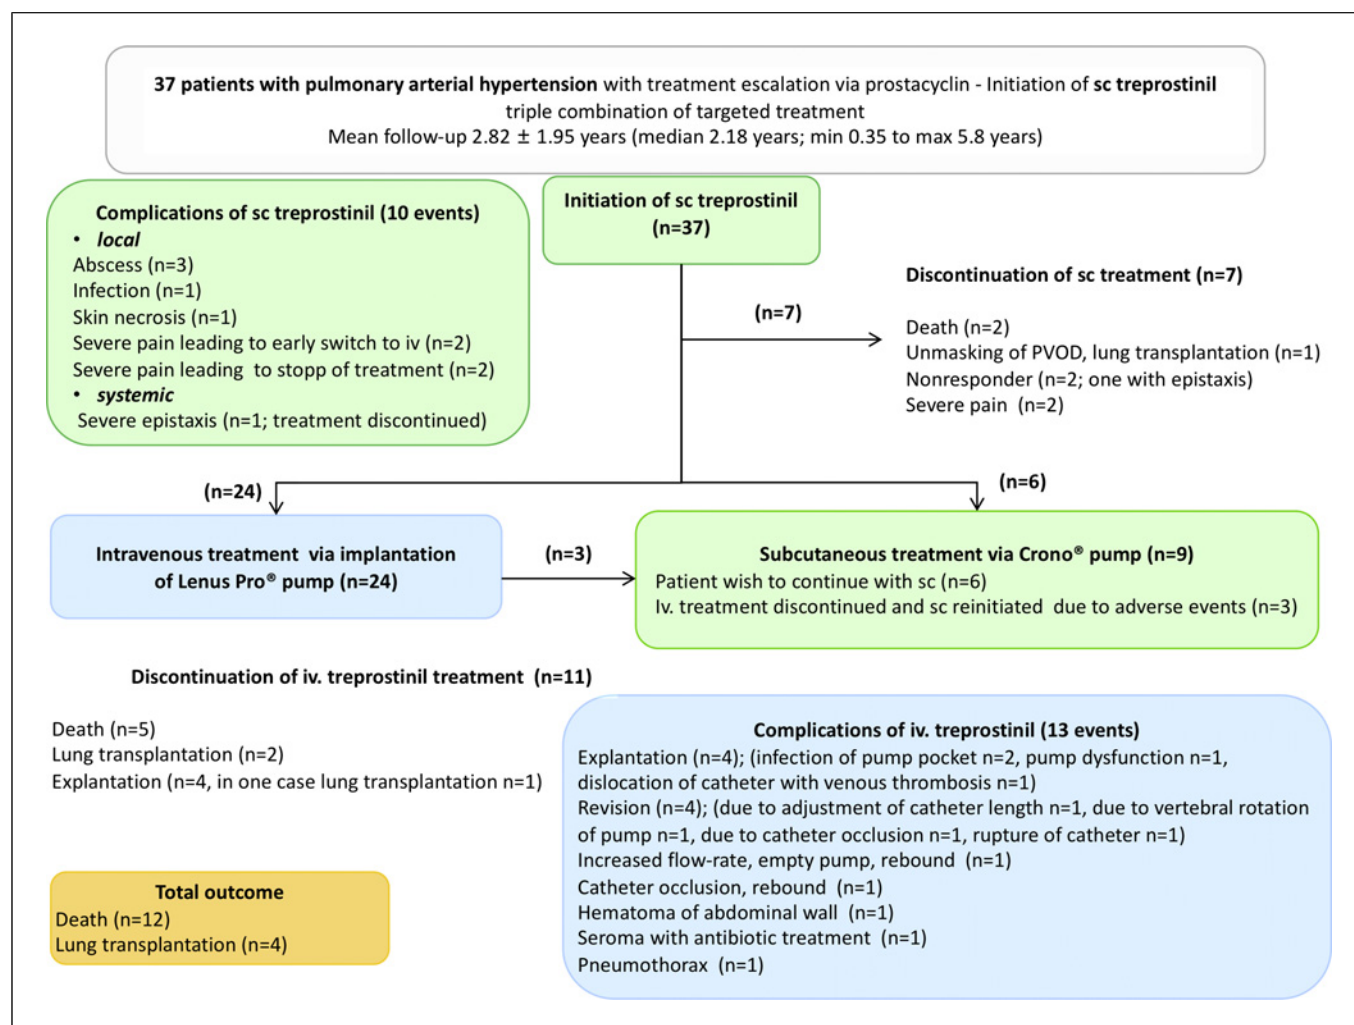 37 patients with pulmonary arterial hypertension with treatment escalation via prostacyclin - Initiation of sc treprostinil
triple combination of targeted treatment
Mean follow-up 2.82 ± 1.95 years (median 2.18 years; min 0.35 to max 5.8 years)
Complications of sc treprostinil (10 events)
• local
Abscess (n=3)
Infection (n=1)
Skin necrosis (n=1)
Severe pain leading to early switch to iv (n=2)
Severe pain leading to stopp of treatment (n=2)
• systemic
Severe epistaxis (n=1; treatment discontinued)
Initiation of sc treprostinil
(n=37)
(n=7)
Discontinuation of sc treatment (n=7)
Death (n=2)
Unmasking of PVOD, lung transplantation (n=1)
Nonresponder (n=2; one with epistaxis)
Severe pain (n=2)
(n=24)
(n=6)
Intravenous treatment via implantation
of Lenus Pro® pump (n=24)
(n=3)
Subcutaneous treatment via Crono® pump (n=9)
Patient wish to continue with sc (n=6)
Iv. treatment discontinued and sc reinitiated due to adverse events (n=3)
Discontinuation of iv. treprostinil treatment (n=11)
Death (n=5)
Lung transplantation (n=2)
Explantation (n=4, in one case lung transplantation n=1)
Complications of iv. treprostinil (13 events)
Explantation (n=4); (infection of pump pocket n=2, pump dysfunction n=1,
dislocation of catheter with venous thrombosis n=1)
Revision (n=4); (due to adjustment of catheter length n=1, due to vertebral rotation
of pump n=1, due to catheter occlusion n=1, rupture of catheter n=1)
Increased flow-rate, empty pump, rebound (n=1)
Catheter occlusion, rebound (n=1)
Hematoma of abdominal wall (n=1)
Seroma with antibiotic treatment (n=1)
Pneumothorax (n=1)
Total outcome
Death (n=12)
Lung transplantation (n=4)